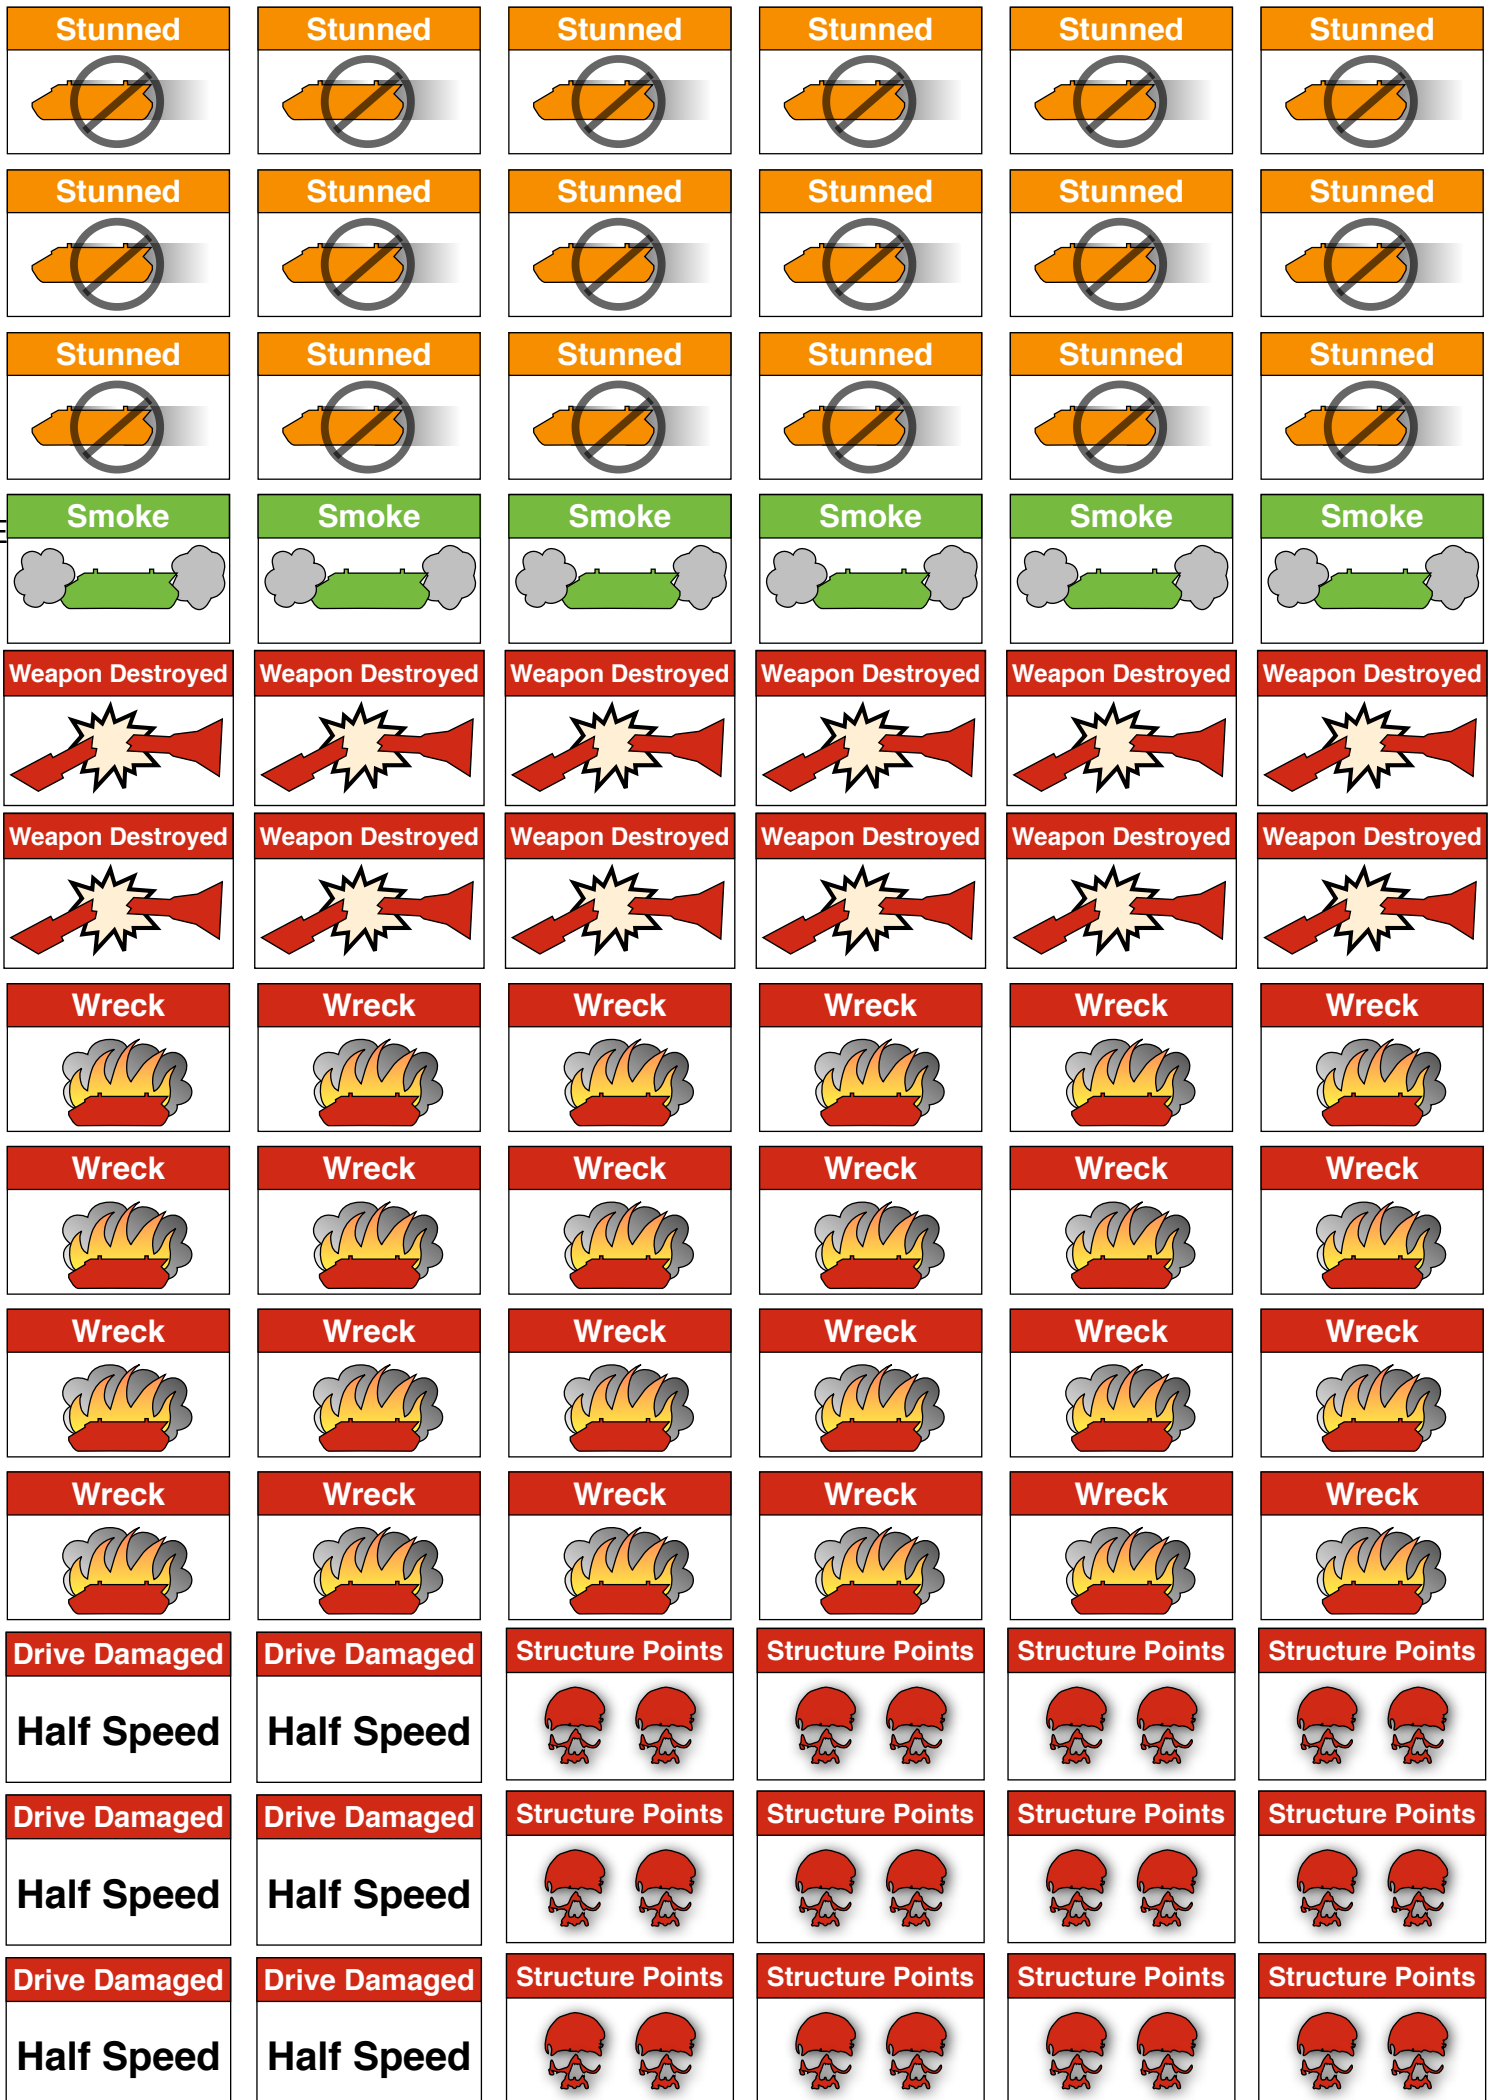 Stunned Stunned Stunned Stunned Stunned Stunned
Stunned Stunned Stunned Stunned Stunned Stunned
Stunned Stunned Stunned Stunned Stunned Stunned
Smoke Smoke Smoke Smoke Smoke Smoke
Weapon Destroyed Weapon Destroyed Weapon Destroyed Weapon Destroyed Weapon Destroyed Weapon Destroyed
Weapon Destroyed Weapon Destroyed Weapon Destroyed Weapon Destroyed Weapon Destroyed Weapon Destroyed
Wreck Wreck Wreck Wreck Wreck Wreck
Wreck Wreck Wreck Wreck Wreck Wreck
Wreck Wreck Wreck Wreck Wreck Wreck
Wreck Wreck Wreck Wreck Wreck Wreck
Drive Damaged Drive Damaged Structure Points Structure Points Structure Points Structure Points
Half Speed Half Speed
Drive Damaged Drive Damaged Structure Points Structure Points Structure Points Structure Points
Half Speed Half Speed
Drive Damaged Drive Damaged Structure Points Structure Points Structure Points Structure Points
Half Speed Half Speed